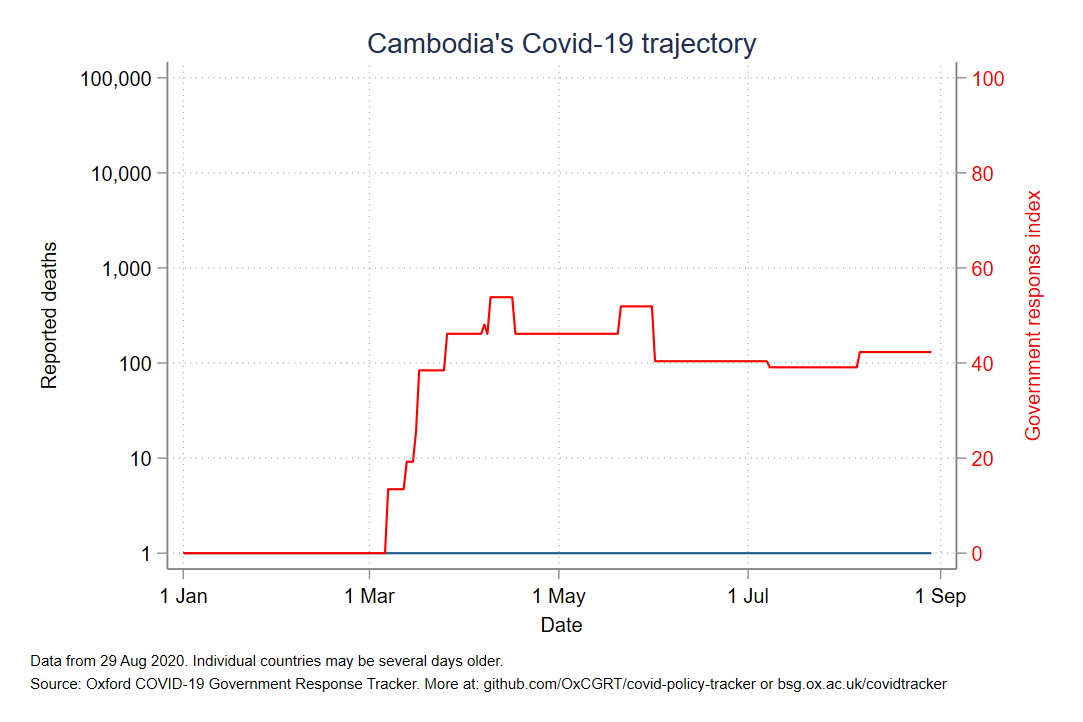 Cambodia's Covid-19 trajectory
100,000
10,000
1,000
100
10
1
Reported deaths
100
80
60
40
20
0
Government response index
1 Jan
1 Mar
1 May
1 Jul
1 Sep
Date
Data from 29 Aug 2020. Individual countries may be several days older.
Source: Oxford COVID-19 Government Response Tracker. More at: github.com/OxCGRT/covid-policy-tracker or bsg.ox.ac.uk/covidtracker